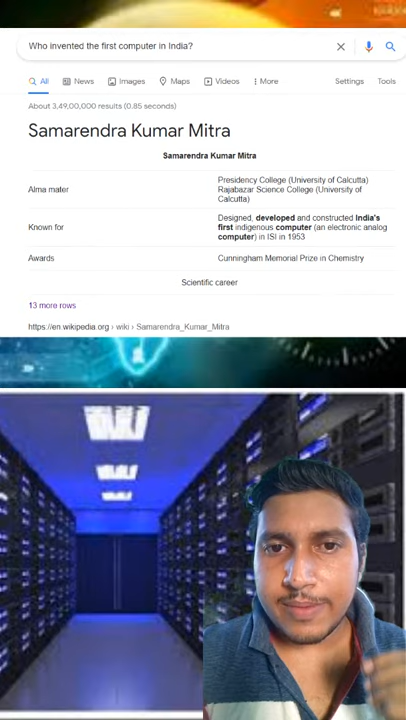 Who invented the first computer in India?
All News Images Maps Videos More Settings Tools
About 3,49,00,000 results (0.85 seconds)
Samarendra Kumar Mitra
Samarendra Kumar Mitra
Alma mater
Presidency College (University of Calcutta)
Rajabazar Science College (University of
Calcutta)
Known for
Designed, developed and constructed India's
first indigenous computer (an electronic analog
computer) in ISI in 1953
Awards
Cunningham Memorial Prize in Chemistry
Scientific career
13 more rows
https://en.wikipedia.org › wiki › Samarendra_Kumar_Mitra